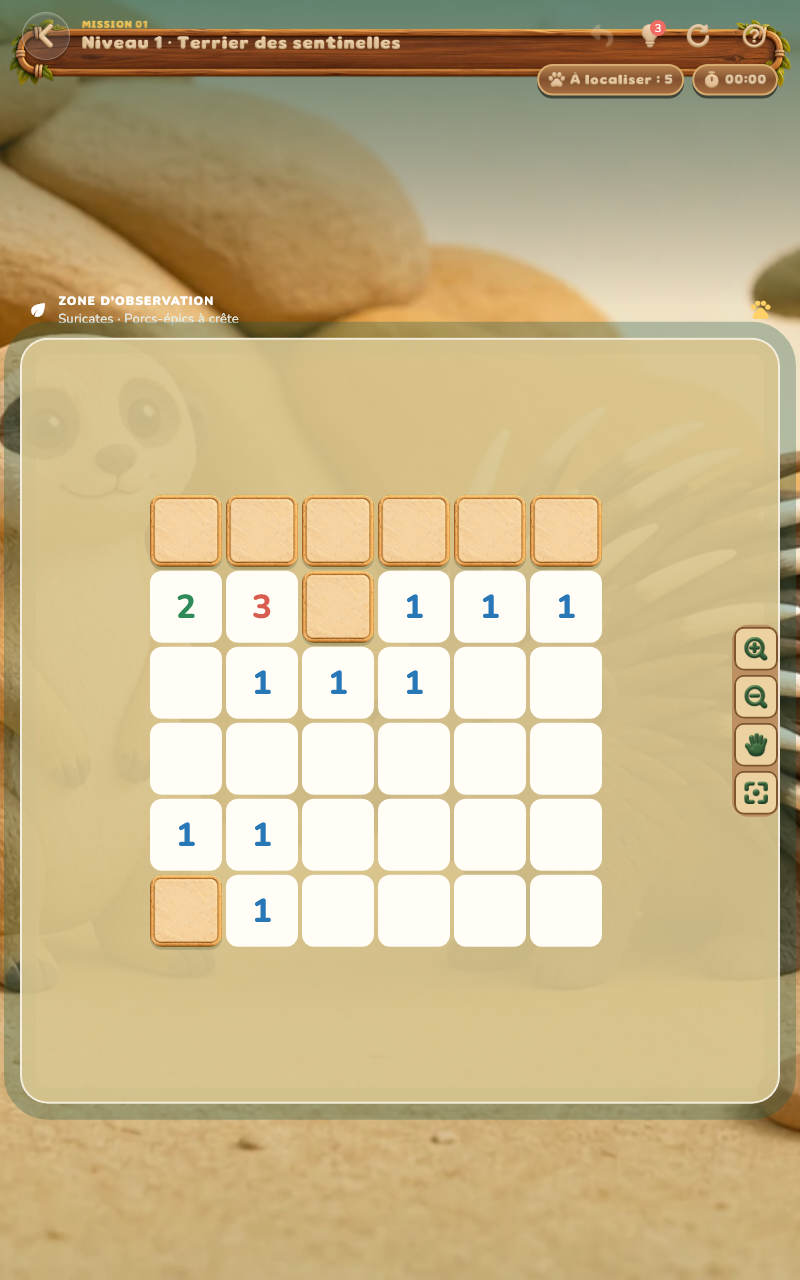 MISSION 01
Niveau 1 · Terrier des sentinelles
3
À localiser : 5
00:00
ZONE D'OBSERVATION
Suricates · Porcs-épics à crête
2 3 1 1 1
1 1 1
1 1
1